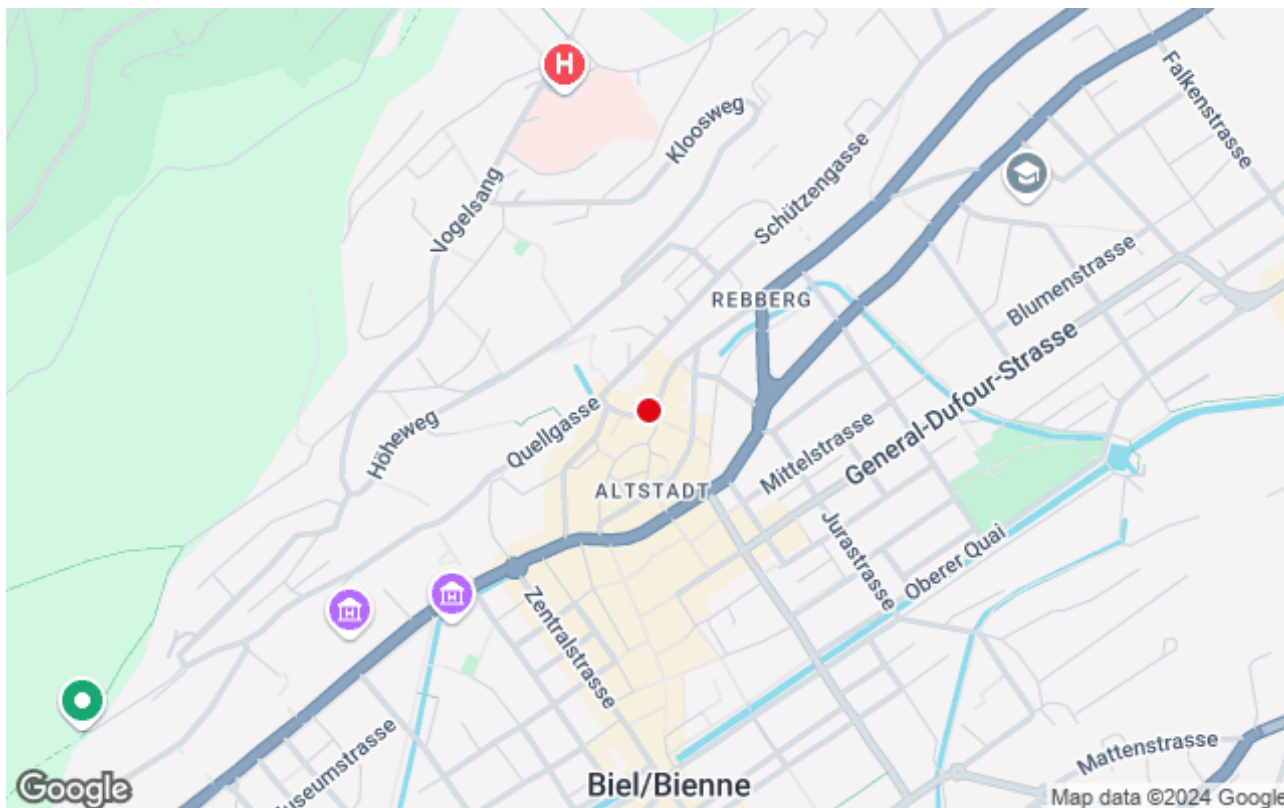 H
Falkenstrasse
Kloosweg
Vogelsang
Schützengasse
REBBERG
Blumenstrasse
General-Dufour-Strasse
Höheweg
Quellgasse
Mittelstrasse
ALTSTADT
Jurastrasse
Oberer Quai
Zentralstrasse
Museumstrasse
Mattenstrasse
Biel/Bienne
Google
Map data ©2024 Google